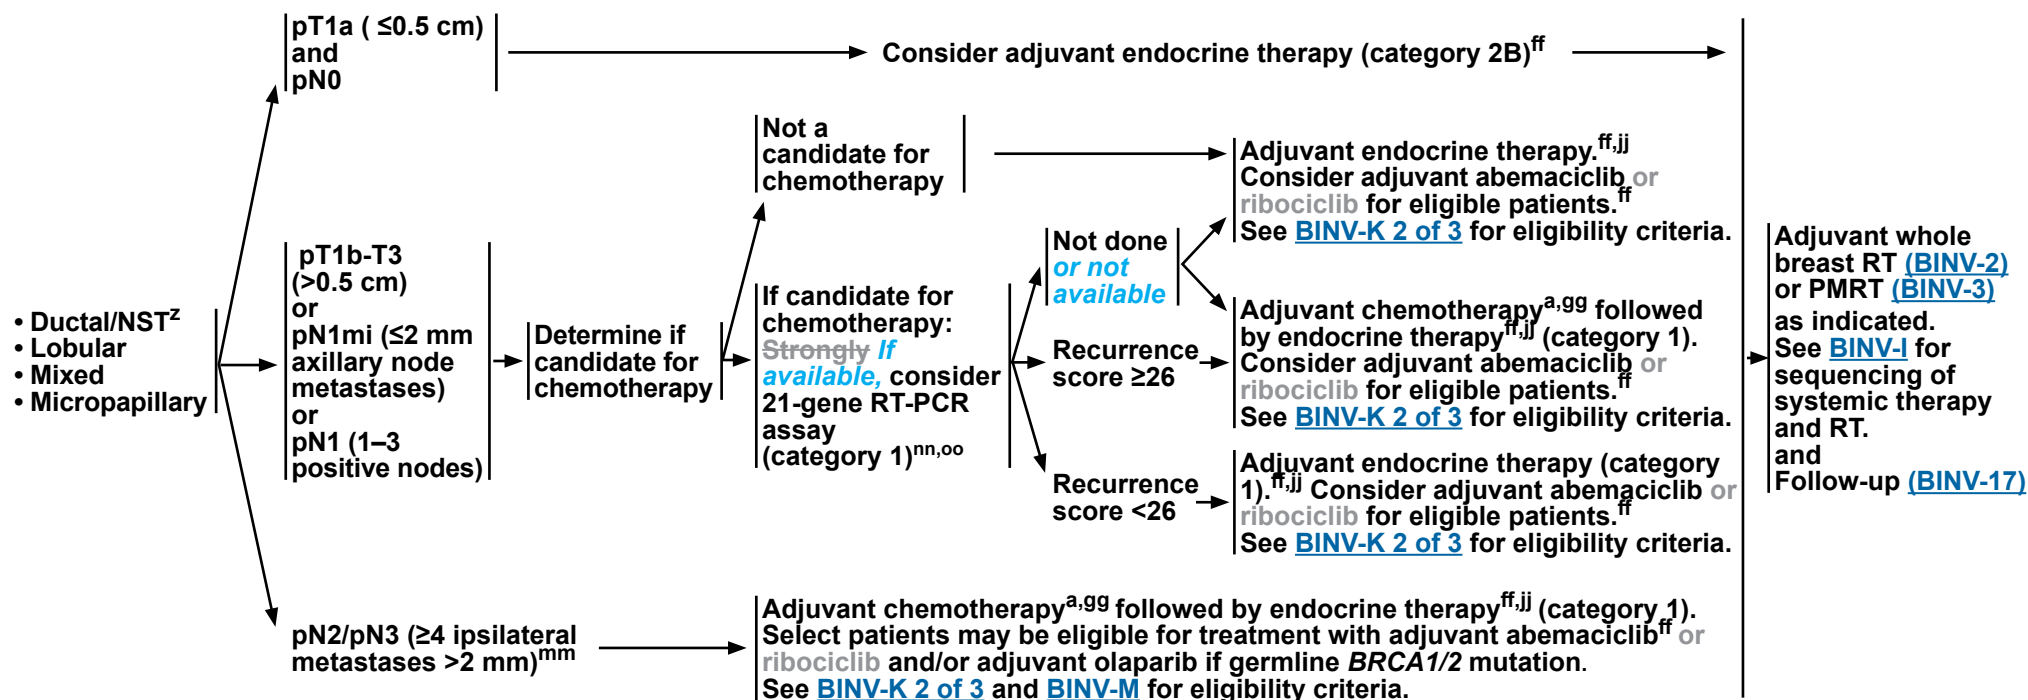 pT1a ( ≤0.5 cm)
and
pN0
Consider adjuvant endocrine therapy (category 2B)ff
Not a
candidate for
chemotherapy
Adjuvant endocrine therapy.ff,jj
Consider adjuvant abemaciclib or
ribociclib for eligible patients.ff
See BINV-K 2 of 3 for eligibility criteria.
• Ductal/NSTz
• Lobular
• Mixed
• Micropapillary
pT1b-T3
(>0.5 cm)
or
pN1mi (≤2 mm
axillary node
metastases)
or
pN1 (1–3
positive nodes)
Determine if
candidate for
chemotherapy
If candidate for
chemotherapy:
Strongly If
available, consider
21-gene RT-PCR
assay
(category 1)nn,oo
Not done
or not
available
Recurrence
score ≥26
Adjuvant chemotherapya,gg followed
by endocrine therapyff,jj (category 1).
Consider adjuvant abemaciclib or
ribociclib for eligible patients.ff
See BINV-K 2 of 3 for eligibility criteria.
Recurrence
score <26
Adjuvant endocrine therapy (category
1).ff,jj Consider adjuvant abemaciclib or
ribociclib for eligible patients.ff
See BINV-K 2 of 3 for eligibility criteria.
pN2/pN3 (≥4 ipsilateral
metastases >2 mm)mm
Adjuvant chemotherapya,gg followed by endocrine therapyff,jj (category 1).
Select patients may be eligible for treatment with adjuvant abemaciclibff or
ribociclib and/or adjuvant olaparib if germline BRCA1/2 mutation.
See BINV-K 2 of 3 and BINV-M for eligibility criteria.
Adjuvant whole
breast RT (BINV-2)
or PMRT (BINV-3)
as indicated.
See BINV-I for
sequencing of
systemic therapy
and RT.
and
Follow-up (BINV-17)